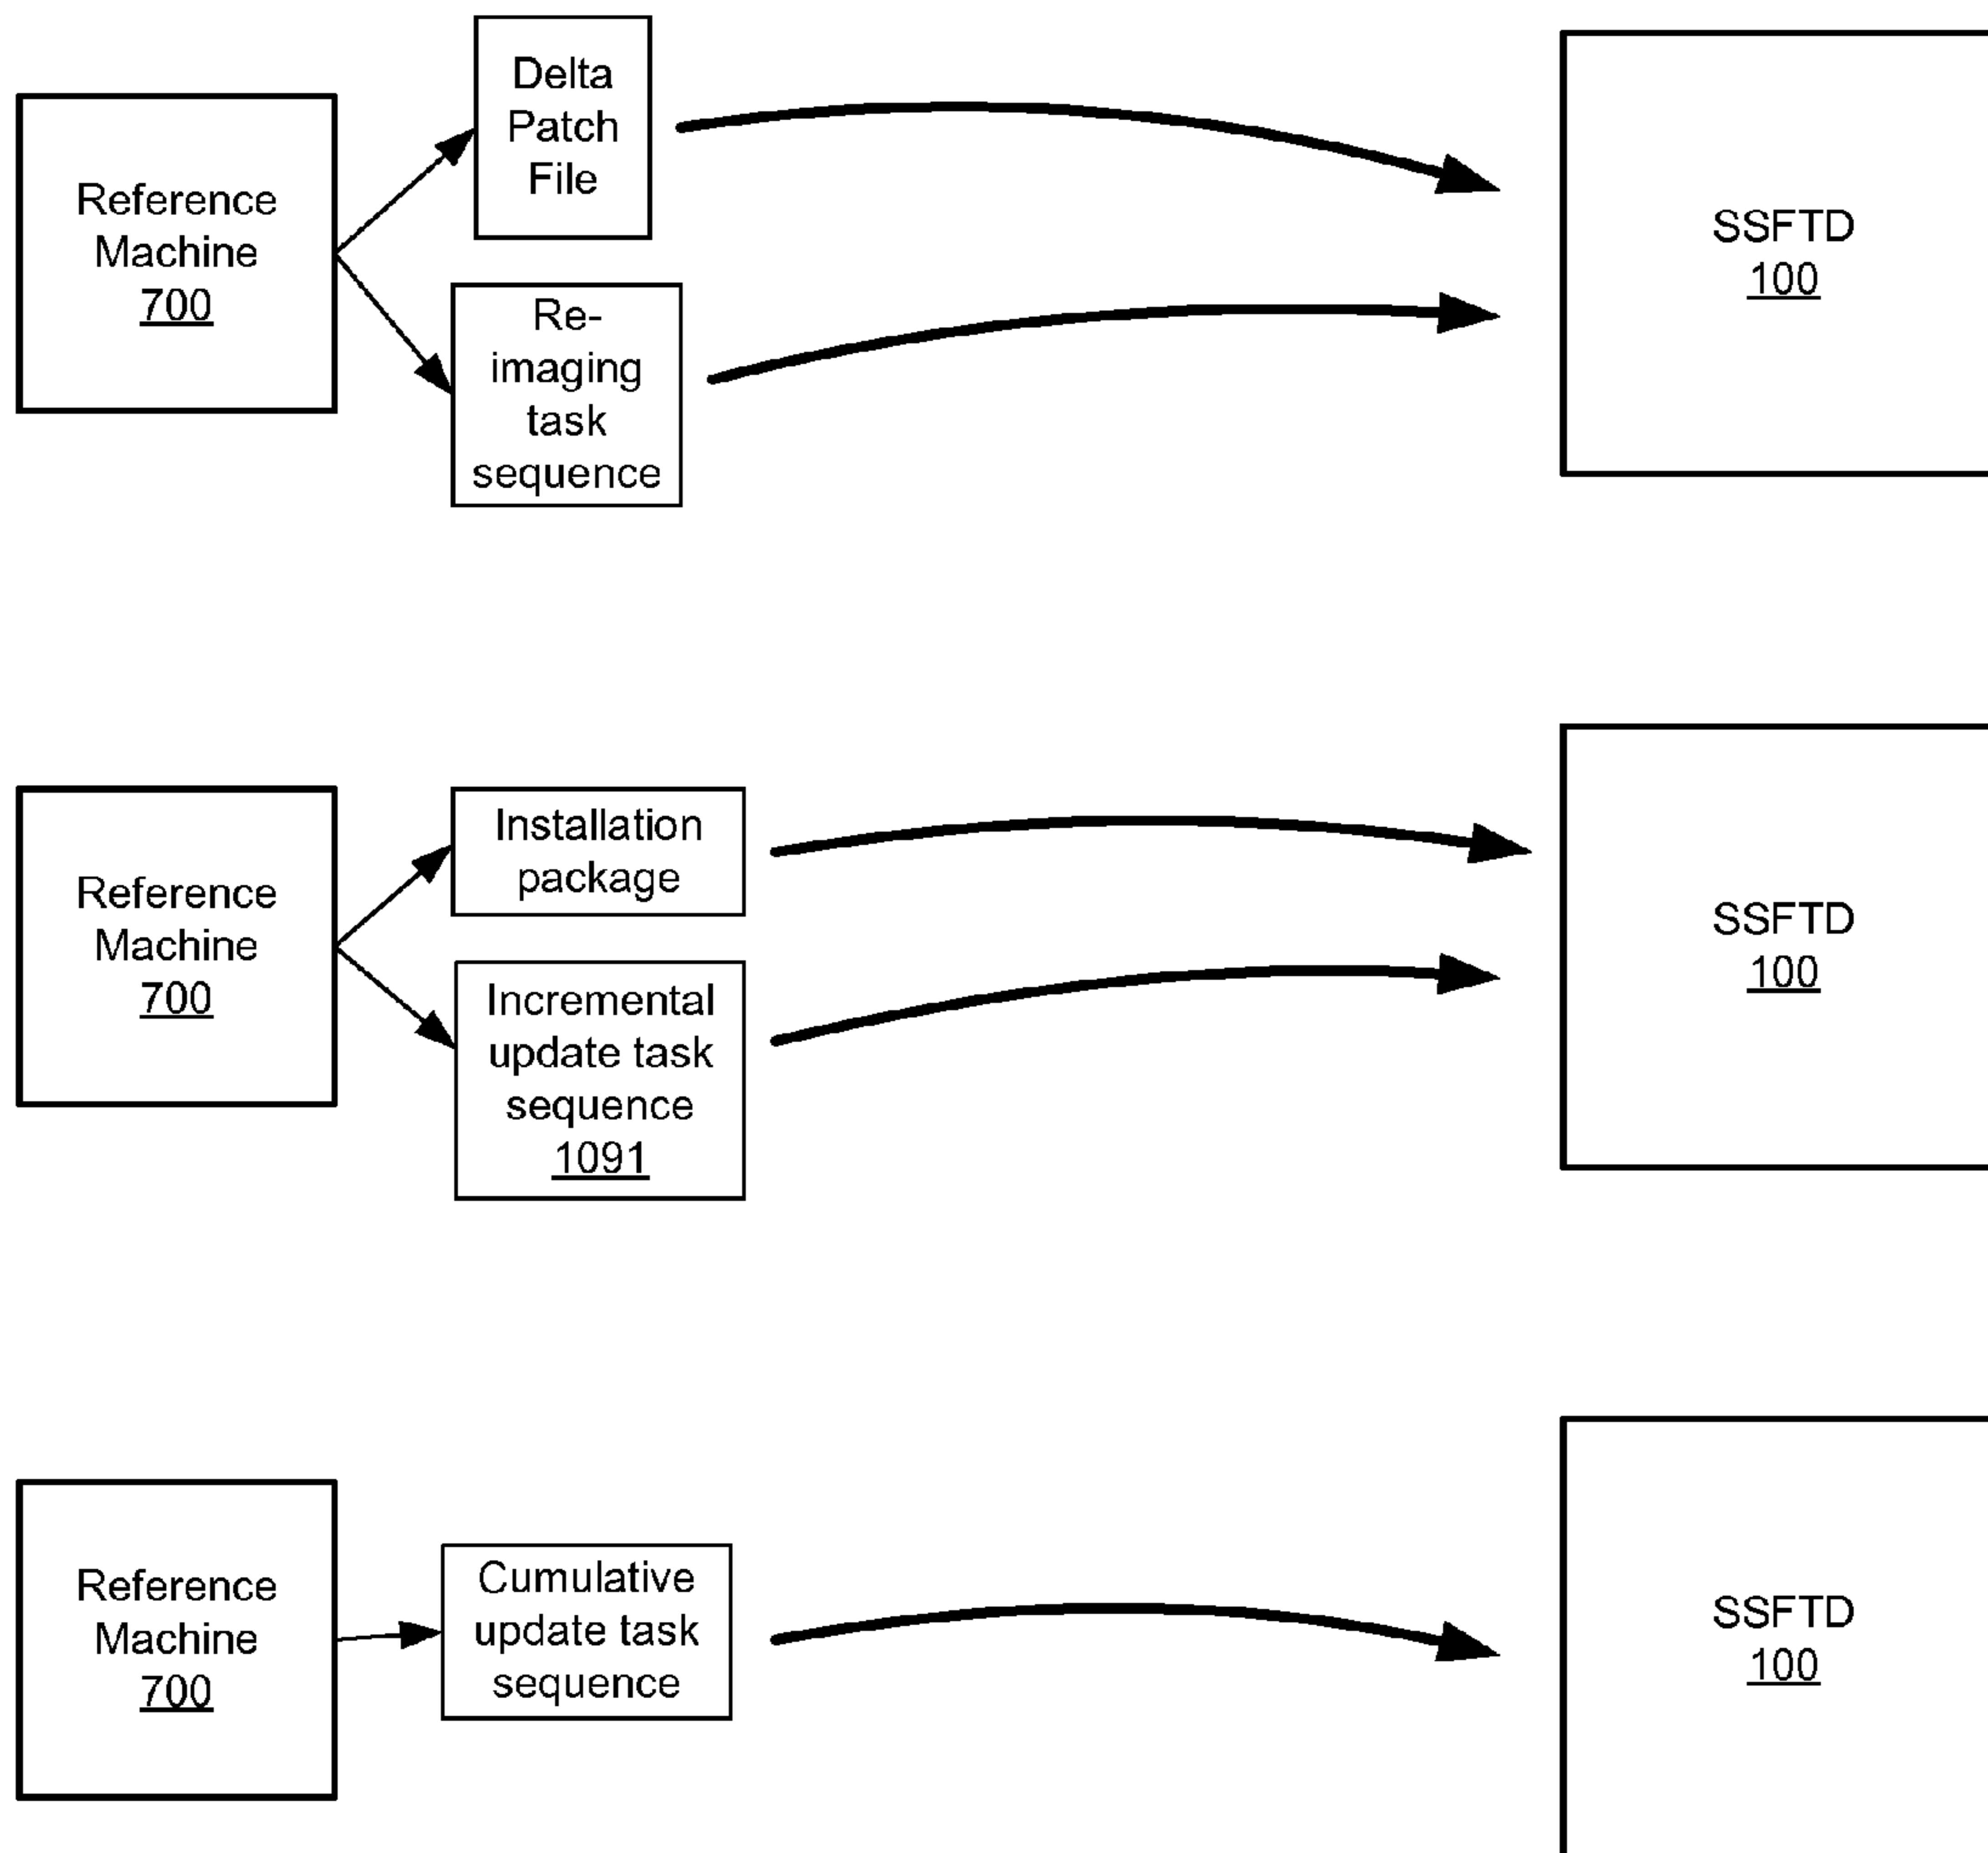 Delta
Patch
File
Reference
Machine
700
SSFTD
100
Re-
imaging
task
sequence
Installation
package
Reference
Machine
700
SSFTD
100
Incremental
update task
sequence
1091
Cumulative
update task
sequence
Reference
Machine
700
SSFTD
100